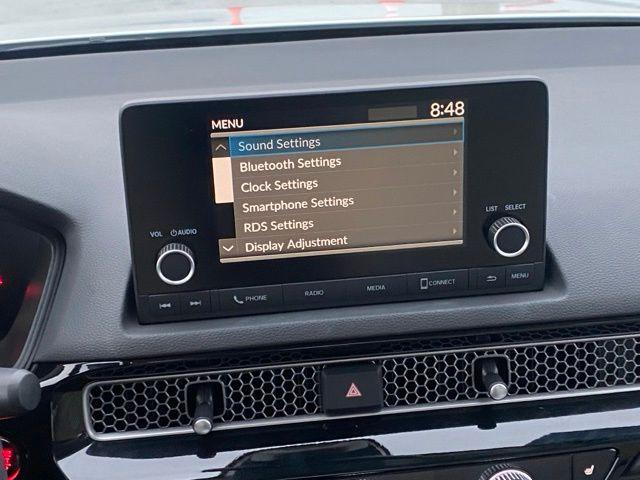 MENU 8:48
Sound Settings
Bluetooth Settings
Clock Settings
Smartphone Settings
RDS Settings
Display Adjustment
VOL AUDIO
LIST SELECT
PHONE RADIO MEDIA CONNECT MENU